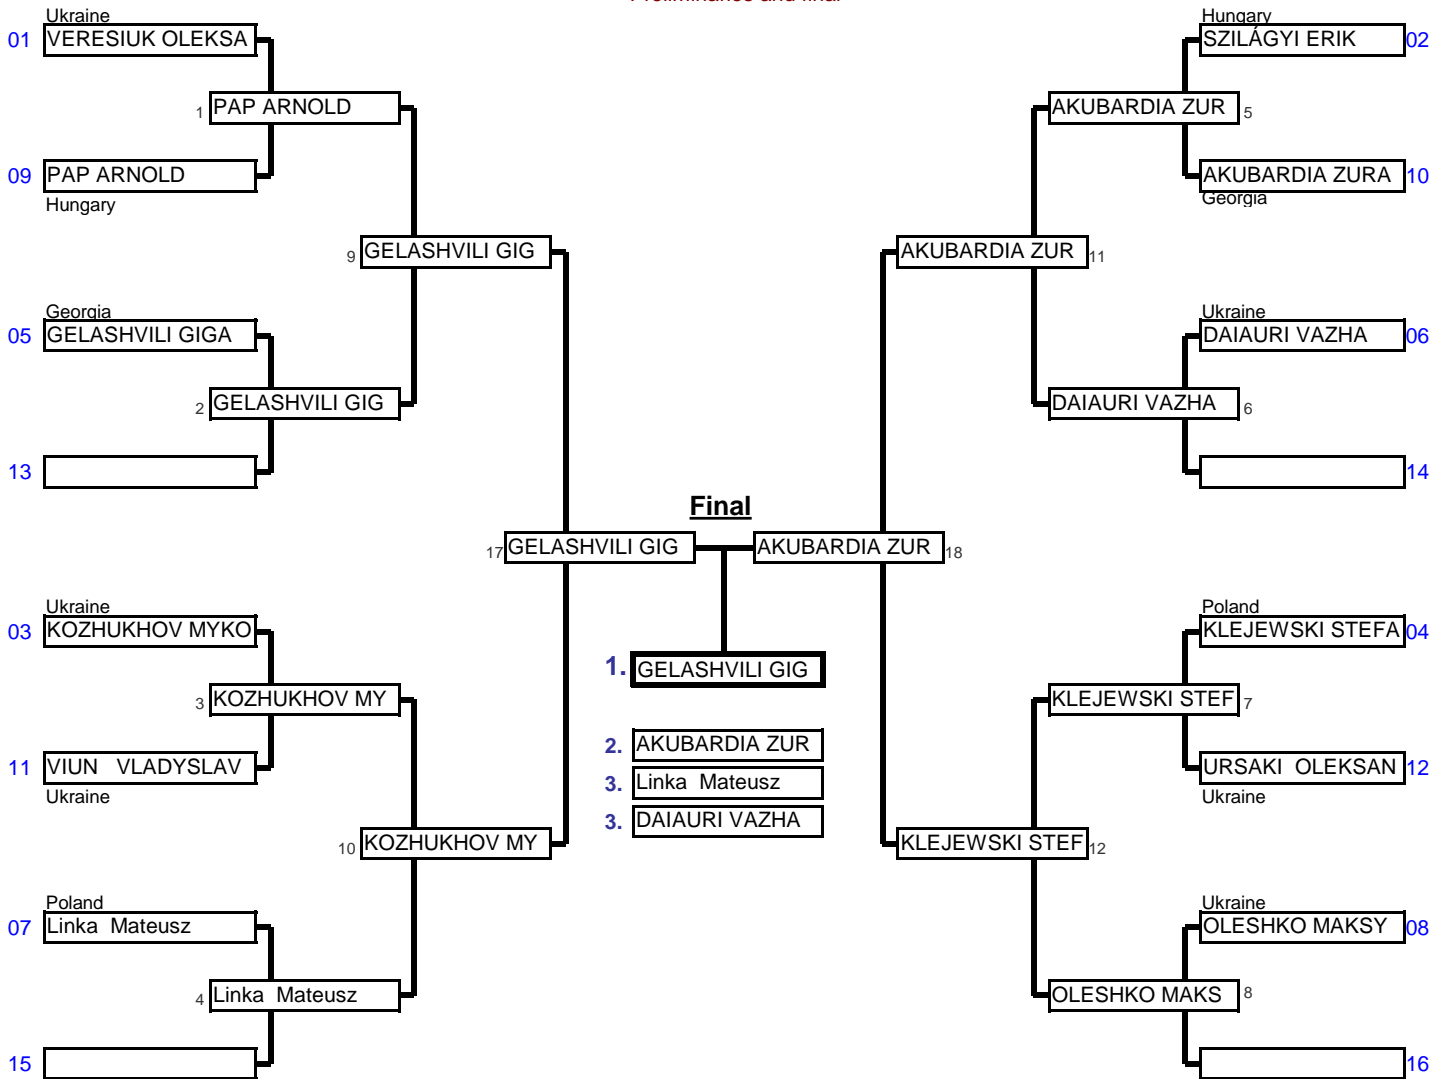 Preliminaries and final
Ukraine
Hungary
01 VERESIUK OLEKSA
SZILÁGYI ERIK 02
1 PAP ARNOLD
AKUBARDIA ZUR 5
09 PAP ARNOLD
AKUBARDIA ZURA 10
Hungary
Georgia
9 GELASHVILI GIG
AKUBARDIA ZUR 11
Georgia
Ukraine
05 GELASHVILI GIGA
DAIAURI VAZHA 06
2 GELASHVILI GIG
DAIAURI VAZHA 6
13
14
Final
17 GELASHVILI GIG
AKUBARDIA ZUR 18
Ukraine
Poland
03 KOZHUKHOV MYKO
KLEJEWSKI STEFA 04
1. GELASHVILI GIG
3 KOZHUKHOV MY
KLEJEWSKI STEF 7
2. AKUBARDIA ZUR
11 VIUN VLADYSLAV
3. Linka Mateusz
URSAKI OLEKSAN 12
Ukraine
Ukraine
3. DAIAURI VAZHA
10 KOZHUKHOV MY
KLEJEWSKI STEF 12
Poland
Ukraine
07 Linka Mateusz
OLESHKO MAKSY 08
4 Linka Mateusz
OLESHKO MAKS 8
15
16